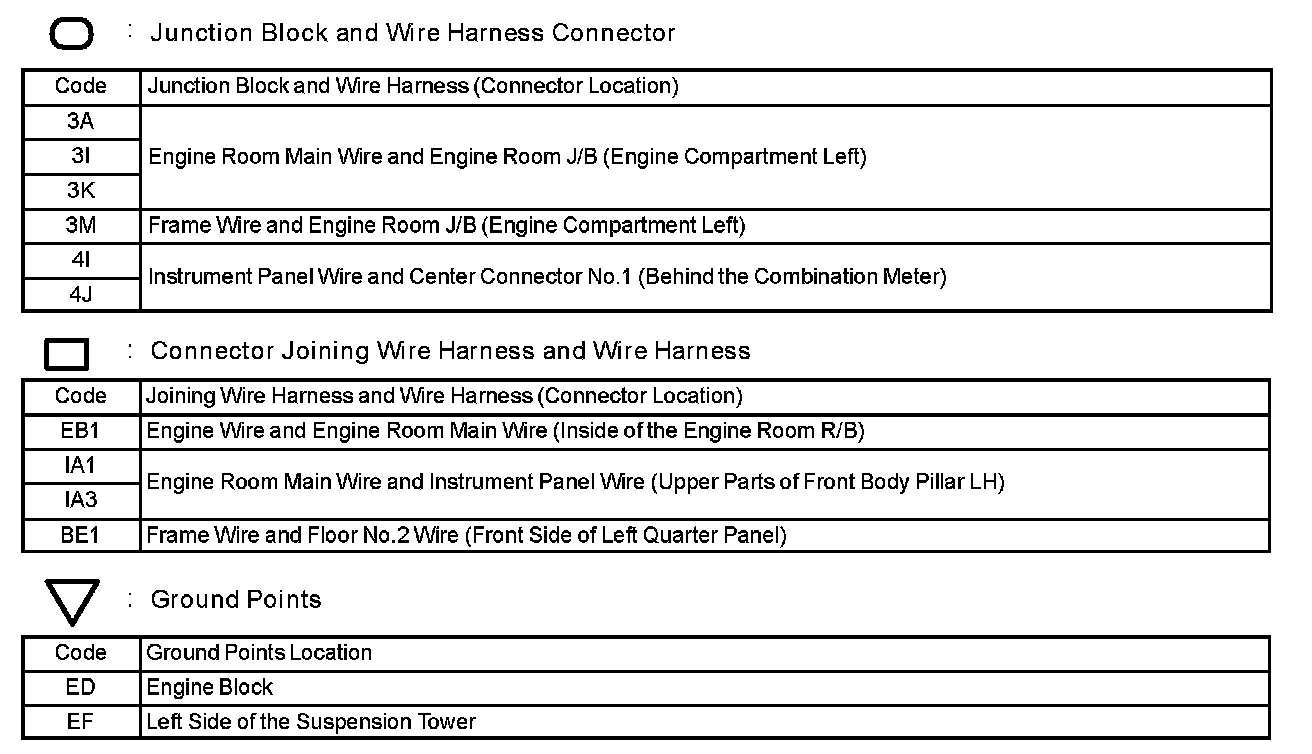 : Junction Block and Wire Harness Connector
Code Junction Block and Wire Harness (Connector Location)
3A
3I Engine Room Main Wire and Engine Room J/B (Engine Compartment Left)
3K
3M Frame Wire and Engine Room J/B (Engine Compartment Left)
4I
Instrument Panel Wire and Center Connector No.1 (Behind the Combination Meter)
4J
: Connector Joining Wire Harness and Wire Harness
Code Joining Wire Harness and Wire Harness (Connector Location)
EB1 Engine Wire and Engine Room Main Wire (Inside of the Engine Room R/B)
IA1
Engine Room Main Wire and Instrument Panel Wire (Upper Parts of Front Body Pillar LH)
IA3
BE1 Frame Wire and Floor No.2 Wire (Front Side of Left Quarter Panel)
: Ground Points
Code Ground Points Location
ED Engine Block
EF Left Side of the Suspension Tower